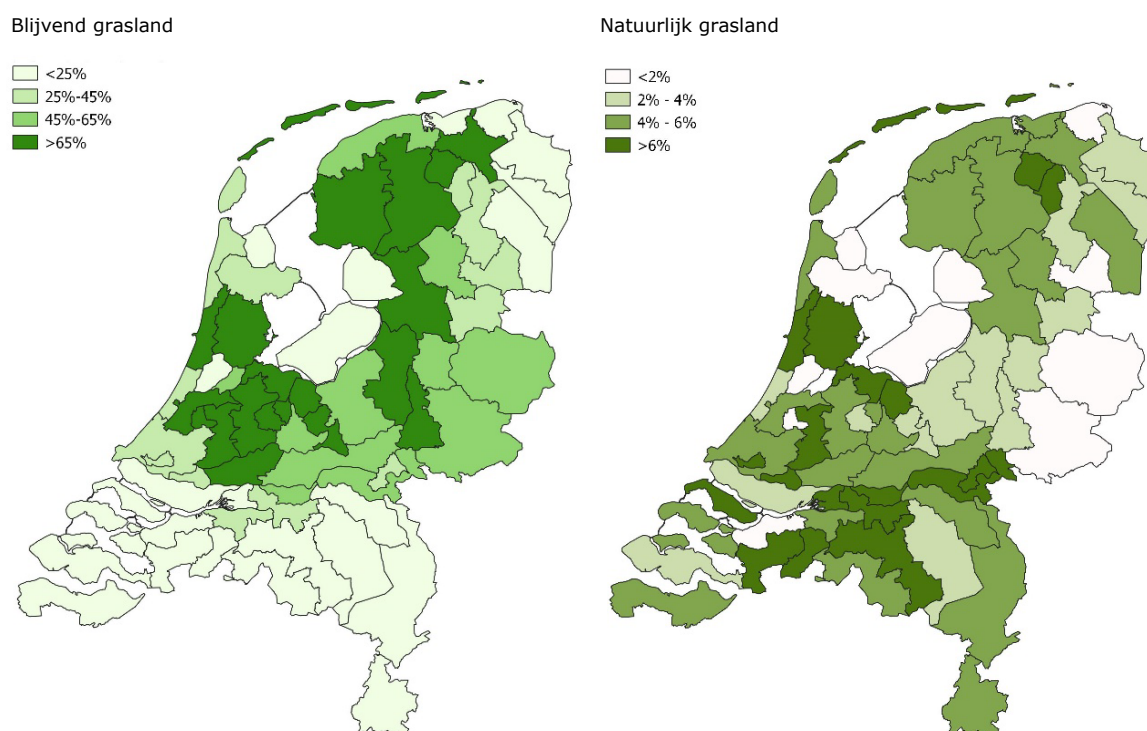 Blijvend grasland
<25%
25%-45%
45%-65%
>65%
Natuurlijk grasland
<2%
2% - 4%
4% - 6%
>6%